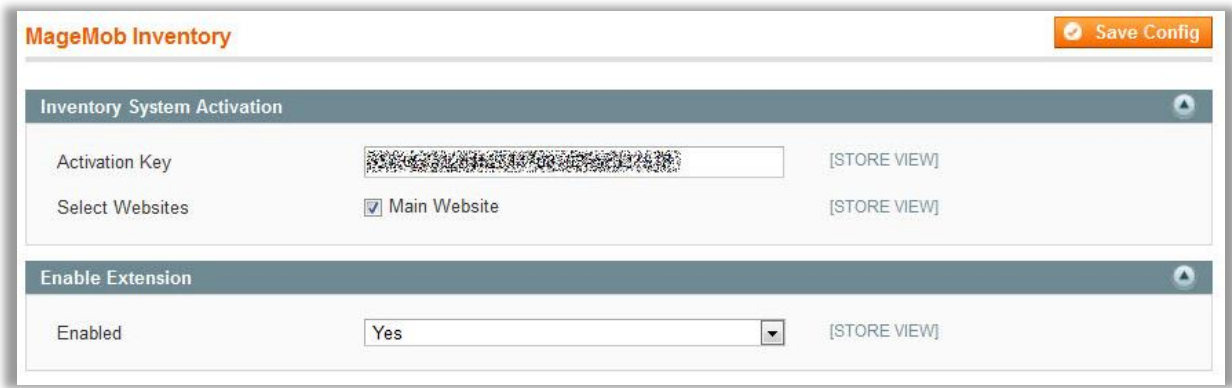 MageMob Inventory
Save Config
Inventory System Activation
Activation Key [STORE VIEW]
Select Websites Main Website [STORE VIEW]
Enable Extension
Enabled Yes [STORE VIEW]